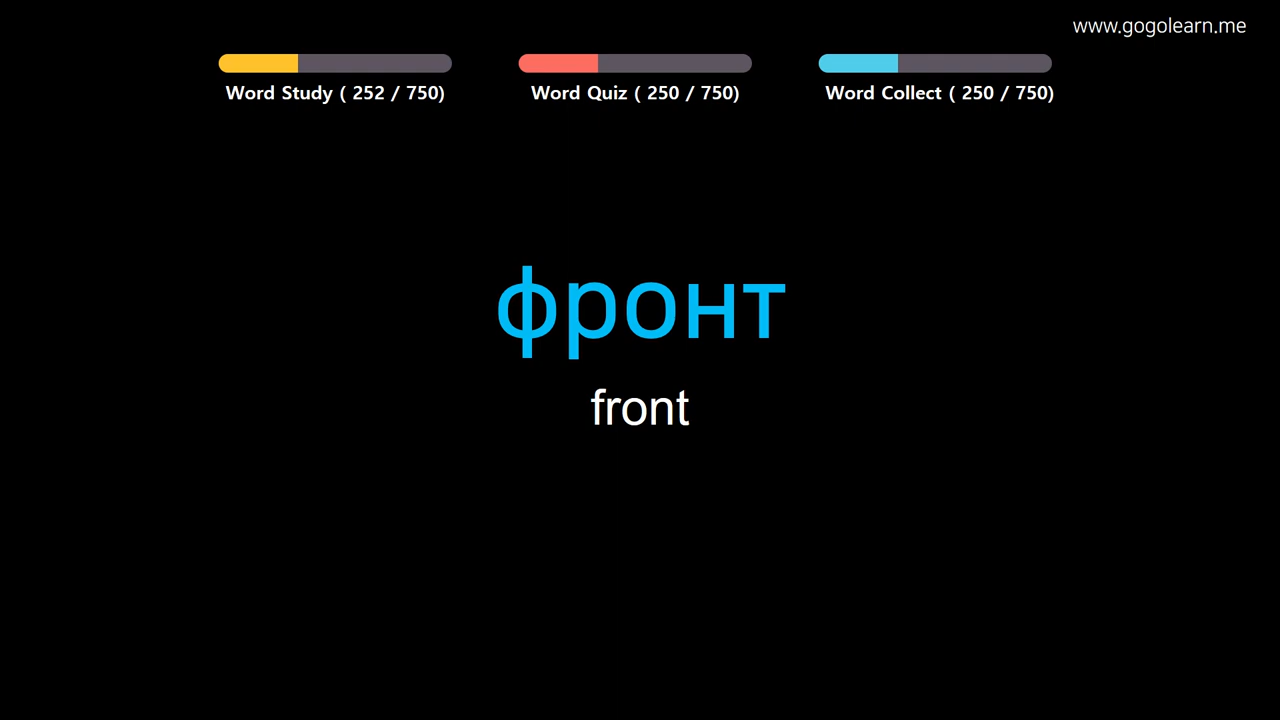 www.gogolearn.me
Word Study ( 252 / 750)
Word Quiz ( 250 / 750)
Word Collect ( 250 / 750)
фронт
front